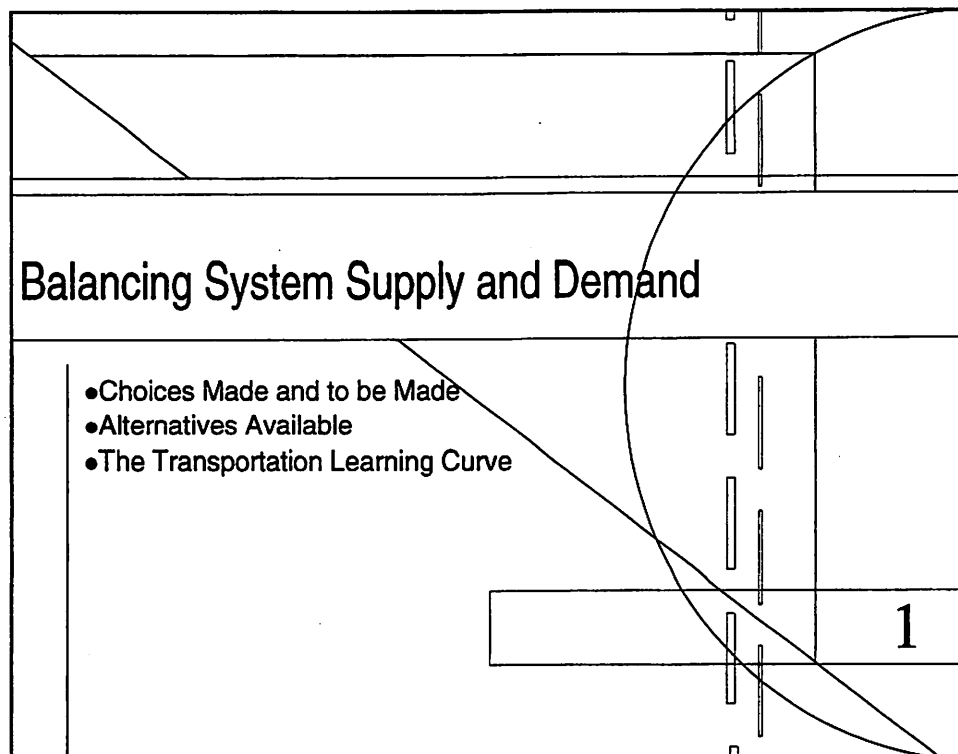 Balancing System Supply and Demand
●Choices Made and to be Made
●Alternatives Available
●The Transportation Learning Curve
1